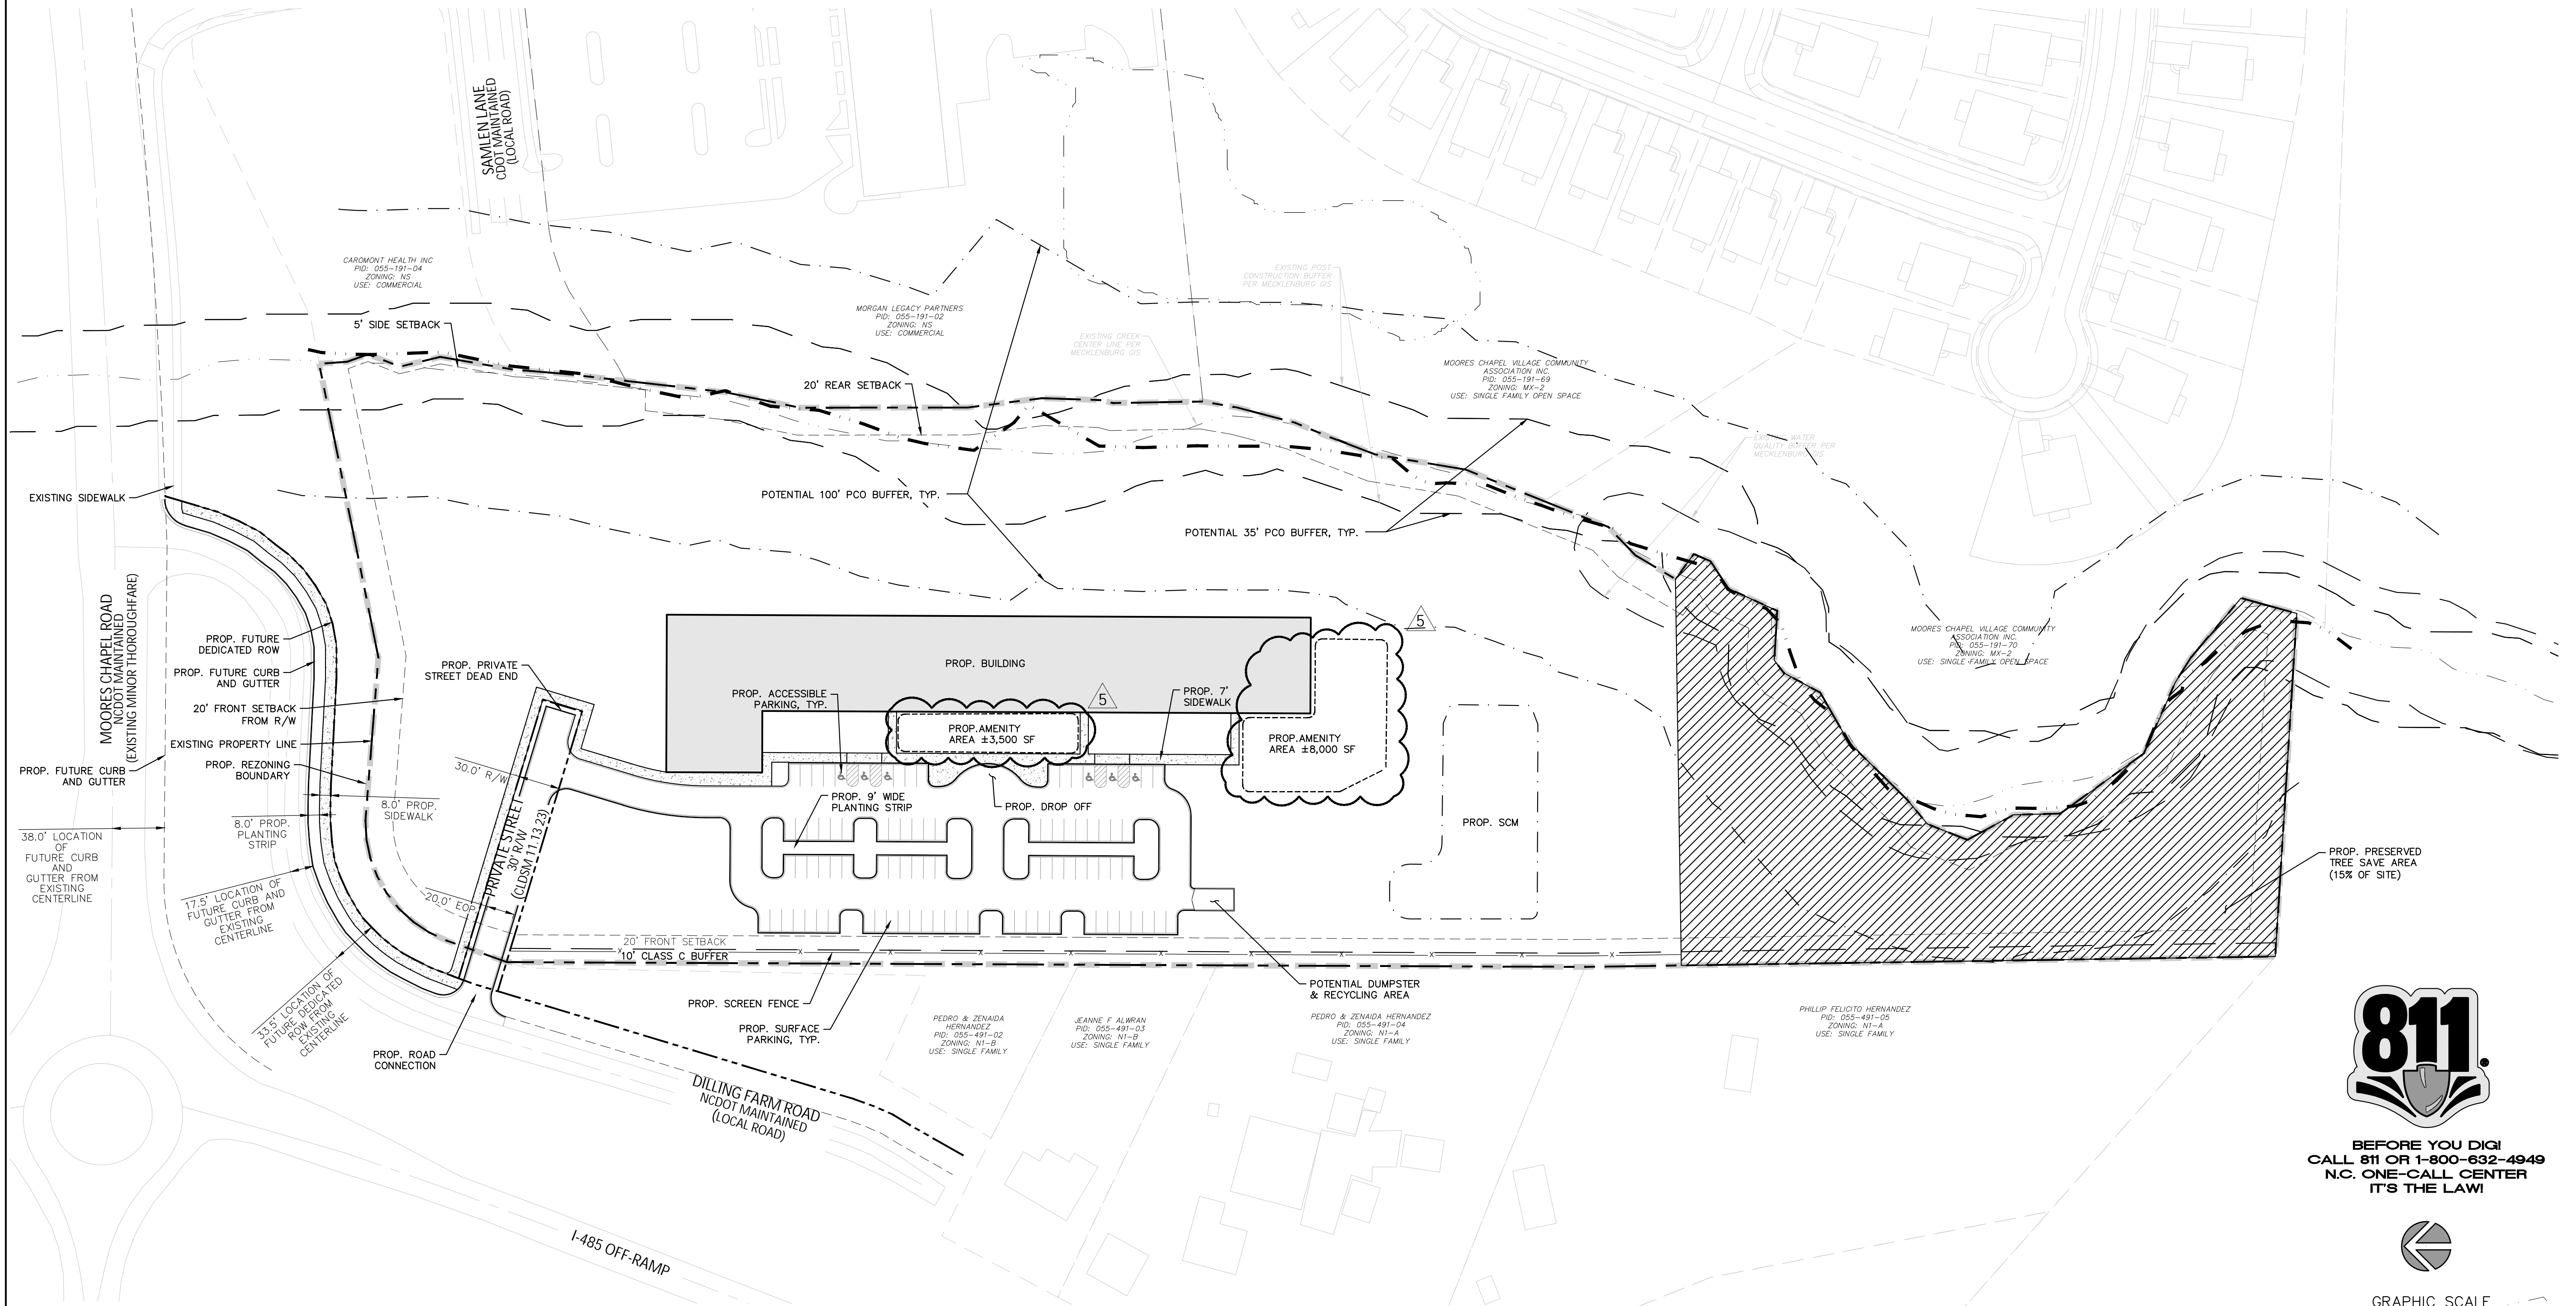 SAMLEN LANE
CDOT MAINTAINED
(LOCAL ROAD)
CAROMONT HEALTH INC
PID: 055-191-04
ZONING: NS
USE: COMMERCIAL
MORGAN LEGACY PARTNERS
PID: 055-191-02
ZONING: NS
USE: COMMERCIAL
EXISTING POST
CONSTRUCTION BUFFER
PER MECKLENBURG GIS
EXISTING CREEK
CENTER LINE PER
MECKLENBURG GIS
5' SIDE SETBACK
20' REAR SETBACK
MOORES CHAPEL VILLAGE COMMUNITY
ASSOCIATION INC.
PID: 055-191-69
ZONING: MX-2
USE: SINGLE FAMILY OPEN SPACE
EXISTING WATER
QUALITY BUFFER PER
MECKLENBURG GIS
EXISTING SIDEWALK
POTENTIAL 100' PCO BUFFER, TYP.
POTENTIAL 35' PCO BUFFER, TYP.
MOORES CHAPEL ROAD
NCDOT MAINTAINED
(EXISTING MINOR THOROUGHFARE)
PROP. FUTURE
DEDICATED ROW
PROP. FUTURE CURB
AND GUTTER
20' FRONT SETBACK
FROM R/W
EXISTING PROPERTY LINE
PROP. REZONING
BOUNDARY
PROP. FUTURE CURB
AND GUTTER
PROP. PRIVATE
STREET DEAD END
PROP. BUILDING
PROP. ACCESSIBLE
PARKING, TYP.
PROP. 7'
SIDEWALK
5
5
PROP.AMENITY
AREA ±3,500 SF
PROP.AMENITY
AREA ±8,000 SF
MOORES CHAPEL VILLAGE COMMUNITY
ASSOCIATION INC.
PID: 055-191-70
ZONING: MX-2
USE: SINGLE FAMILY OPEN SPACE
30.0' R/W
PROP. 9' WIDE
PLANTING STRIP
PROP. DROP OFF
PROP. SCM
8.0' PROP.
SIDEWALK
8.0' PROP.
PLANTING
STRIP
38.0' LOCATION
OF
FUTURE CURB
AND
GUTTER FROM
EXISTING
CENTERLINE
17.5' LOCATION OF
FUTURE CURB AND
GUTTER FROM
EXISTING
CENTERLINE
PRIVATE STREET
30' R/W
(CLDSM 11.13 23)
20.0' EOP
PROP. PRESERVED
TREE SAVE AREA
(15% OF SITE)
20' FRONT SETBACK
10' CLASS C BUFFER
x x x x x x x x x x x x
33.5' LOCATION OF
FUTURE DEDICATED
ROW FROM
EXISTING
CENTERLINE
PROP. SCREEN FENCE
PROP. SURFACE
PARKING, TYP.
POTENTIAL DUMPSTER
& RECYCLING AREA
PEDRO & ZENAIDA
HERNANDEZ
PID: 055-491-02
ZONING: N1-B
USE: SINGLE FAMILY
JEANNE F ALWRAN
PID: 055-491-03
ZONING: N1-B
USE: SINGLE FAMILY
PEDRO & ZENAIDA HERNANDEZ
PID: 055-491-04
ZONING: N1-A
USE: SINGLE FAMILY
PHILLIP FELICITO HERNANDEZ
PID: 055-491-05
ZONING: N1-A
USE: SINGLE FAMILY
PROP. ROAD
CONNECTION
DILLING FARM ROAD
NCDOT MAINTAINED
(LOCAL ROAD)
I-485 OFF-RAMP
811®
BEFORE YOU DIG!
CALL 811 OR 1-800-632-4949
N.C. ONE-CALL CENTER
IT'S THE LAW!
GRAPHIC SCALE